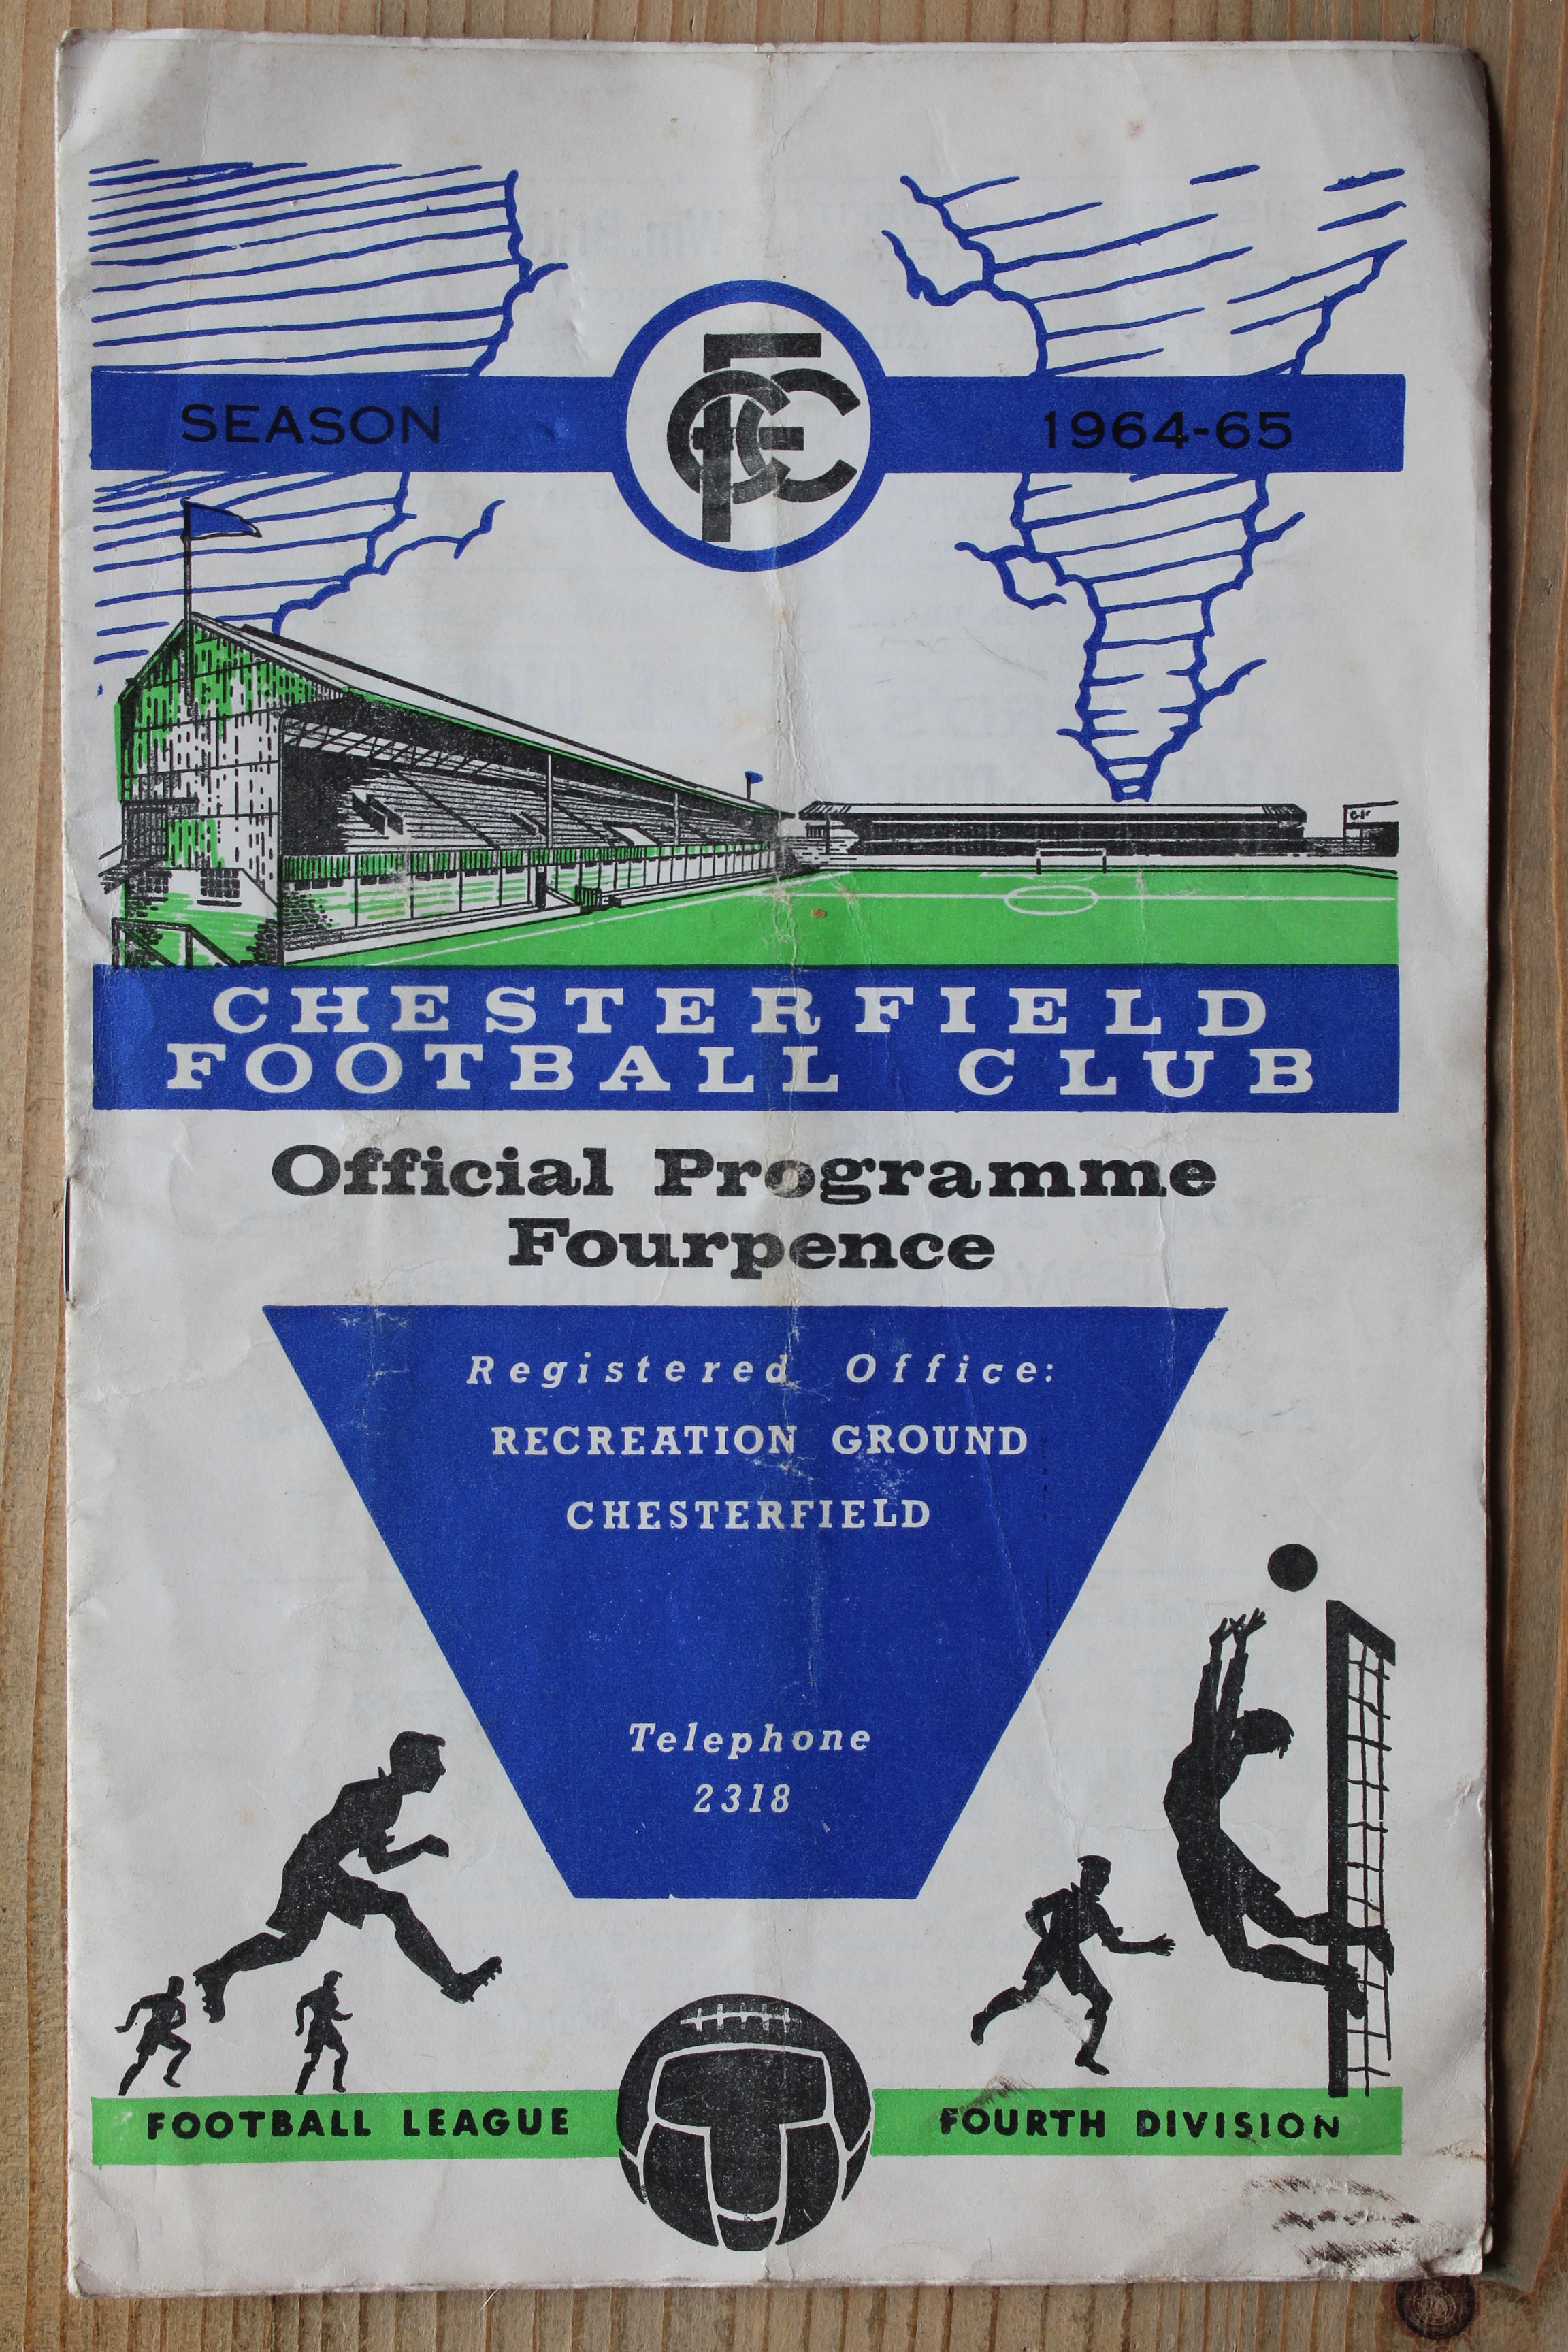 SEASON 1964-65
CHESTERFIELD
FOOTBALL CLUB
Official Programme
Fourpence
Registered Office:
RECREATION GROUND
CHESTERFIELD
Telephone
2318
FOOTBALL LEAGUE FOURTH DIVISION